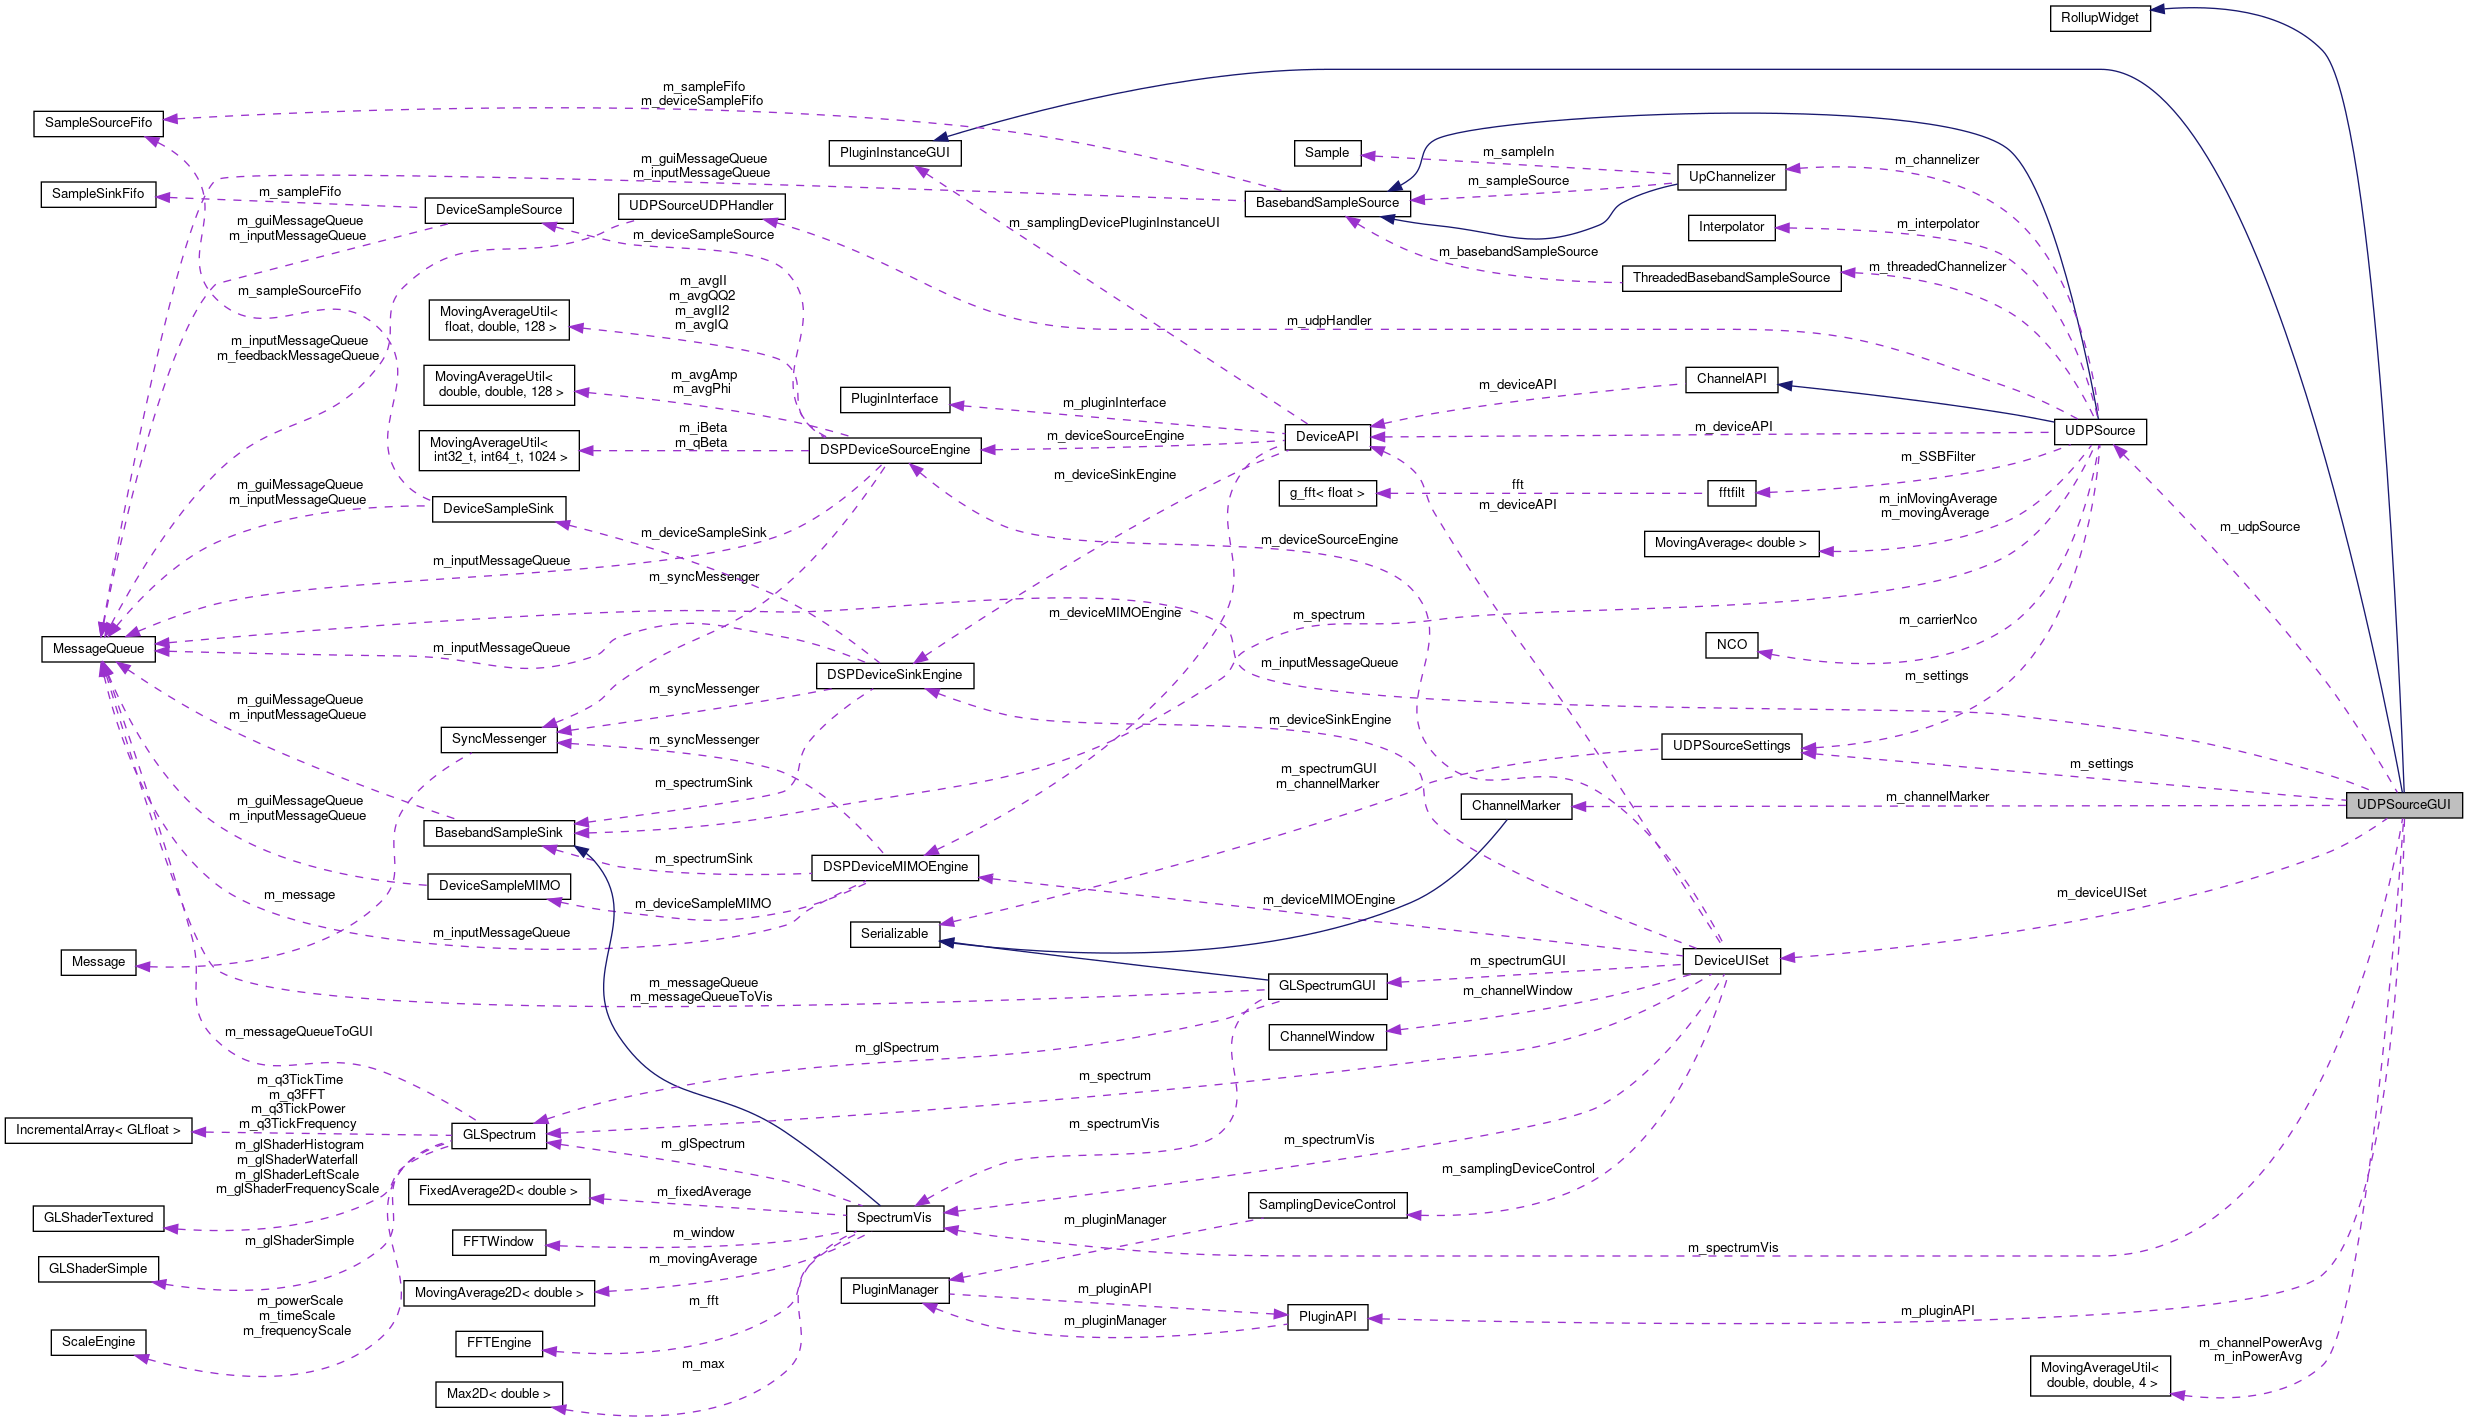 RollupWidget
m_sampleFifo
m_deviceSampleFifo
SampleSourceFifo
PluginInstanceGUI
Sample
m_sampleIn
m_channelizer
m_guiMessageQueue
m_inputMessageQueue
UpChannelizer
m_sampleSource
SampleSinkFifo
m_sampleFifo
DeviceSampleSource
UDPSourceUDPHandler
BasebandSampleSource
m_guiMessageQueue
m_inputMessageQueue
m_deviceSampleSource
m_samplingDevicePluginInstanceUI
Interpolator
m_interpolator
m_basebandSampleSource
ThreadedBasebandSampleSource
m_threadedChannelizer
m_sampleSourceFifo
m_avgII
m_avgQQ2
m_avgII2
m_avgIQ
MovingAverageUtil<
float, double, 128 >
m_udpHandler
m_inputMessageQueue
m_feedbackMessageQueue
MovingAverageUtil<
double, double, 128 >
m_avgAmp
m_avgPhi
PluginInterface
m_pluginInterface
m_deviceAPI
ChannelAPI
MovingAverageUtil<
int32_t, int64_t, 1024 >
m_iBeta
m_qBeta
DSPDeviceSourceEngine
m_deviceSourceEngine
DeviceAPI
m_deviceAPI
UDPSource
m_SSBFilter
m_deviceSinkEngine
m_guiMessageQueue
m_inputMessageQueue
DeviceSampleSink
g_fft< float >
fft
fftfilt
m_deviceAPI
m_inMovingAverage
m_movingAverage
m_udpSource
m_deviceSampleSink
m_deviceSourceEngine
MovingAverage< double >
m_inputMessageQueue
m_syncMessenger
m_deviceMIMOEngine
m_spectrum
m_carrierNco
NCO
MessageQueue
m_inputMessageQueue
m_inputMessageQueue
DSPDeviceSinkEngine
m_settings
m_syncMessenger
m_guiMessageQueue
m_inputMessageQueue
m_deviceSinkEngine
SyncMessenger
m_syncMessenger
UDPSourceSettings
m_settings
m_spectrumGUI
m_channelMarker
m_spectrumSink
ChannelMarker
m_channelMarker
UDPSourceGUI
m_guiMessageQueue
m_inputMessageQueue
BasebandSampleSink
m_spectrumSink
DSPDeviceMIMOEngine
DeviceSampleMIMO
m_message
m_deviceSampleMIMO
m_deviceMIMOEngine
m_deviceUISet
m_inputMessageQueue
Serializable
Message
m_spectrumGUI
DeviceUISet
m_messageQueue
m_messageQueueToVis
GLSpectrumGUI
m_channelWindow
m_messageQueueToGUI
m_glSpectrum
ChannelWindow
m_q3TickTime
m_q3FFT
m_q3TickPower
m_q3TickFrequency
m_spectrum
IncrementalArray< GLfloat >
GLSpectrum
m_spectrumVis
m_glShaderHistogram
m_glShaderWaterfall
m_glShaderLeftScale
m_glShaderFrequencyScale
m_glSpectrum
m_spectrumVis
m_samplingDeviceControl
FixedAverage2D< double >
m_fixedAverage
GLShaderTextured
SpectrumVis
SamplingDeviceControl
m_pluginManager
m_glShaderSimple
FFTWindow
m_window
m_spectrumVis
GLShaderSimple
m_movingAverage
MovingAverage2D< double >
PluginManager
m_pluginAPI
m_powerScale
m_timeScale
m_frequencyScale
m_fft
m_pluginManager
PluginAPI
m_pluginAPI
ScaleEngine
FFTEngine
m_max
m_channelPowerAvg
m_inPowerAvg
Max2D< double >
MovingAverageUtil<
double, double, 4 >